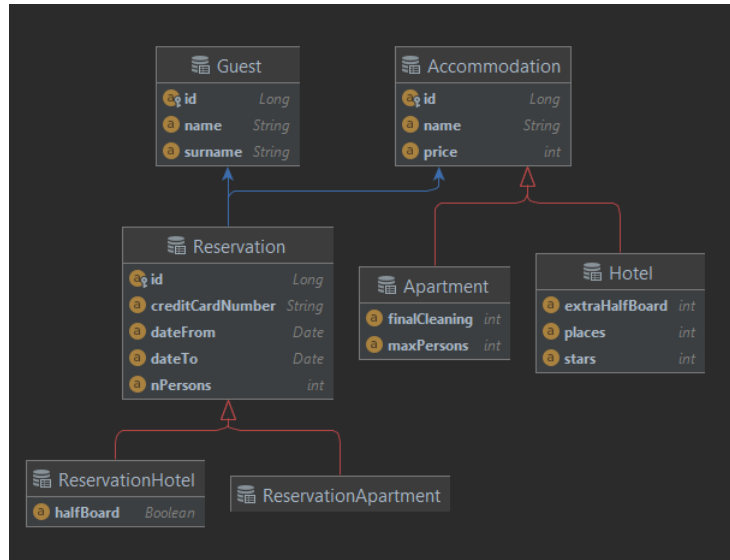 Guest
id Long
name String
surname String
Accommodation
id Long
name String
price int
Reservation
id Long
creditCardNumber String
dateFrom Date
dateTo Date
nPersons int
Apartment
finalCleaning int
maxPersons int
Hotel
extraHalfBoard int
places int
stars int
ReservationHotel
halfBoard Boolean
ReservationApartment